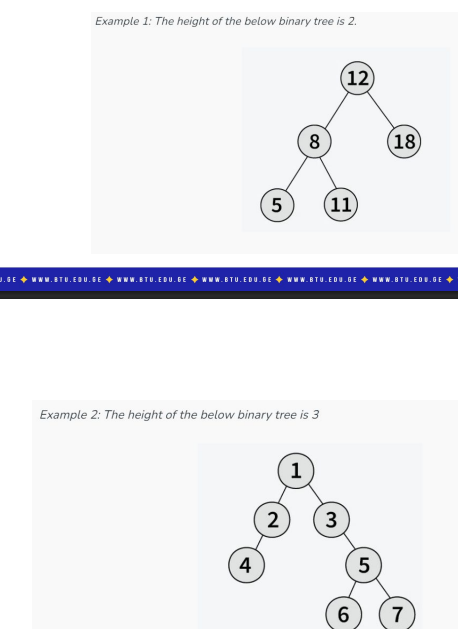 Example 1: The height of the below binary tree is 2.
12
8 18
5 11
U.GE WWW.BTU.EDU.GE WWW.BTU.EDU.GE WWW.BTU.EDU.GE WWW.BTU.EDU.GE WWW.BTU.EDU.GE
Example 2: The height of the below binary tree is 3
1
2 3
4 5
6 7